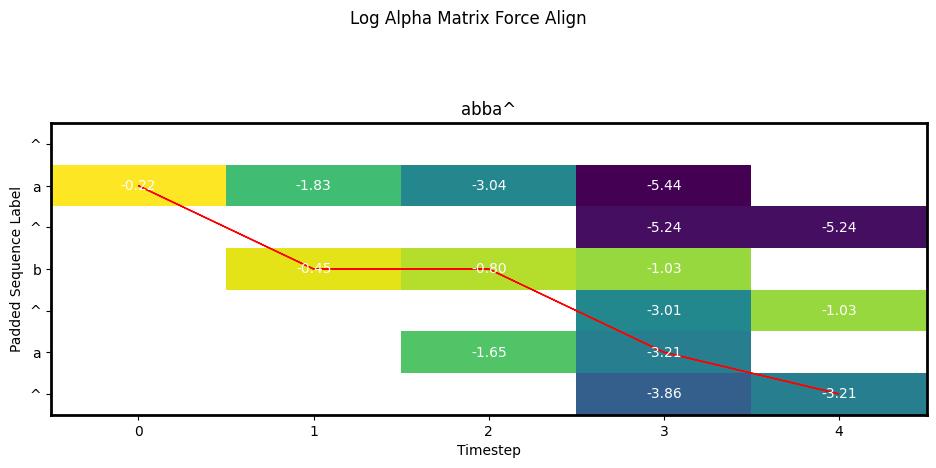 Log Alpha Matrix Force Align
abba^
Padded Sequence Label
^
a -0.22 -1.83 -3.04 -5.44
^ -5.24 -5.24
b -0.45 -0.80 -1.03
^ -3.01 -1.03
a -1.65 -3.21
^ -3.86 -3.21
0 1 2 3 4
Timestep